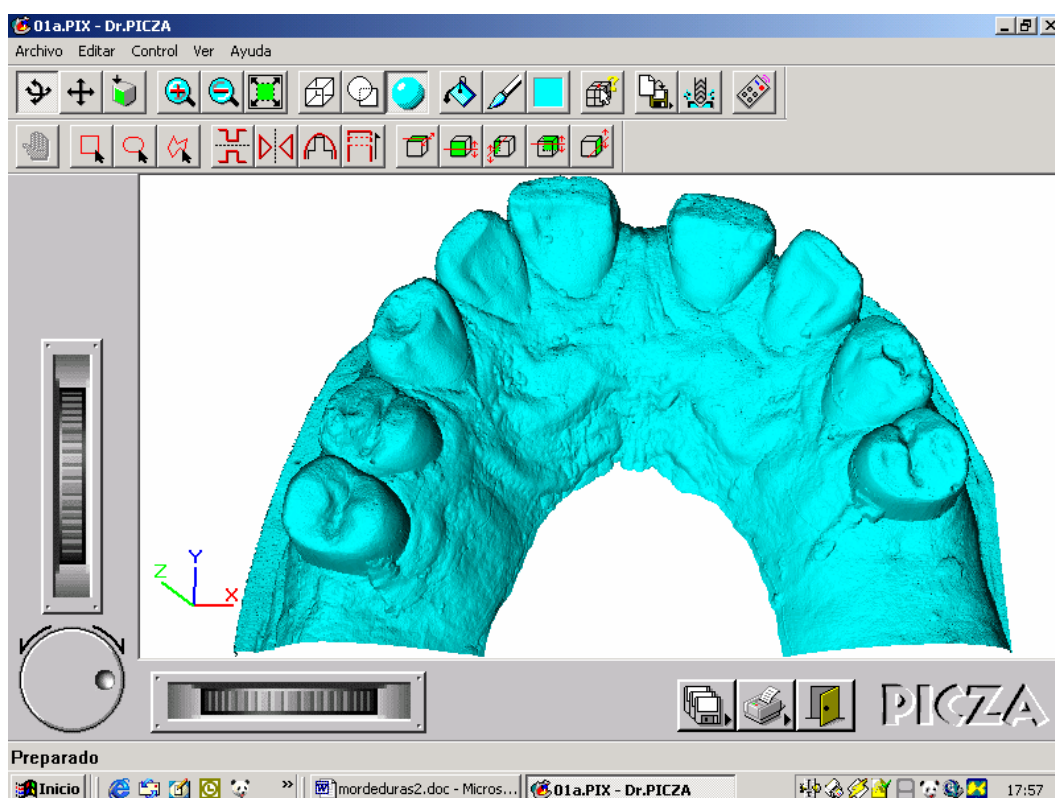 01a.PIX - Dr.PICZA
Archivo Editar Control Ver Ayuda
Z Y X
PICZA
Preparado
Inicio » mordeduras2.doc - Micros... 01a.PIX - Dr.PICZA 17:57